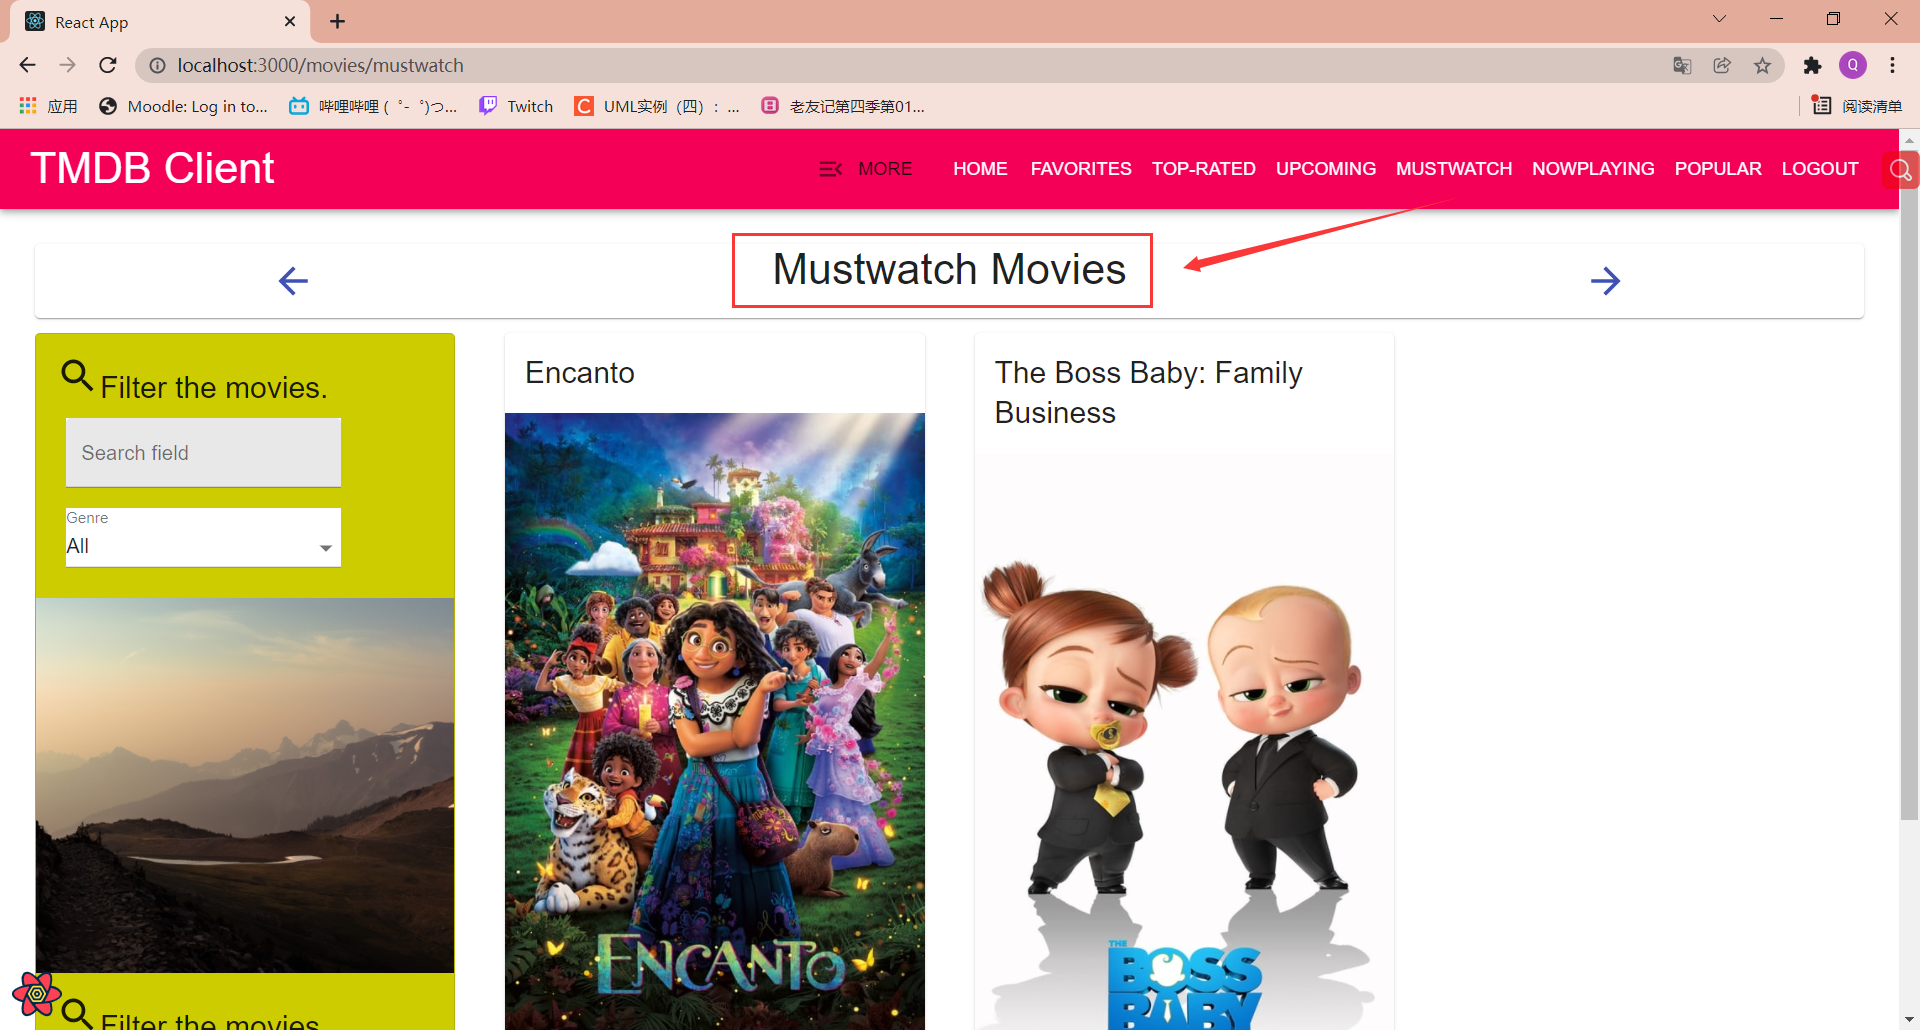 React App
localhost:3000/movies/mustwatch
Q
应用
Moodle: Log in to...
哔哩哔哩 ( ゜- ゜)つ...
Twitch
UML实例（四）：...
老友记第四季第01...
阅读清单
TMDB Client
MORE
HOME
FAVORITES
TOP-RATED
UPCOMING
MUSTWATCH
NOWPLAYING
POPULAR
LOGOUT
Mustwatch Movies
Filter the movies.
Search field
Genre
All
Encanto
ENCANTO
The Boss Baby: Family
Business
THE
BOSS
BABY
Filter the movies.